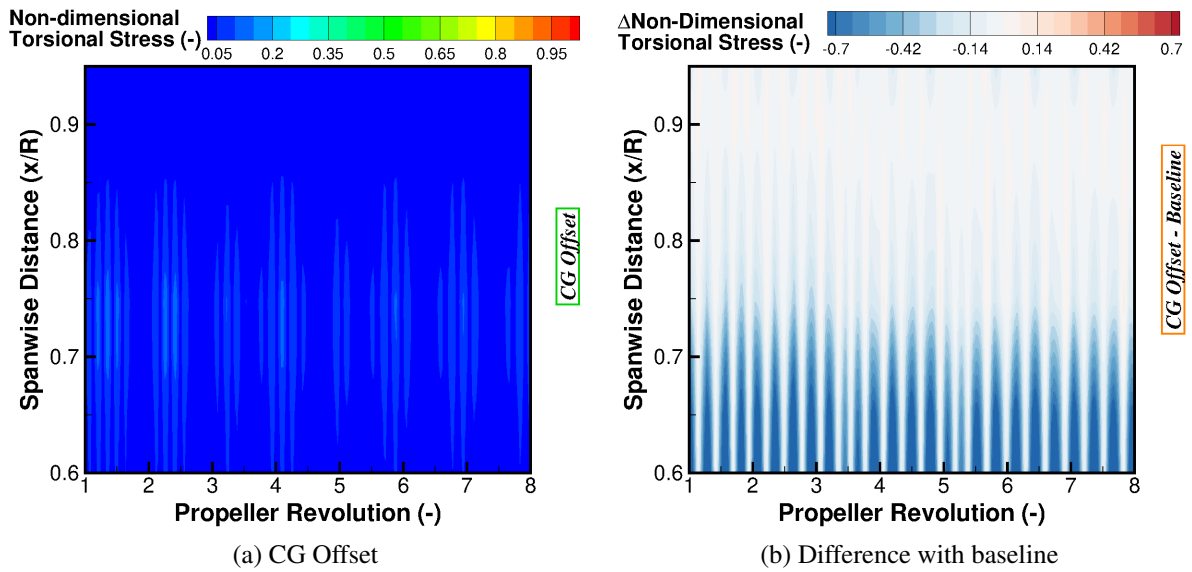 Non-dimensional
Torsional Stress (-)
0.05 0.2 0.35 0.5 0.65 0.8 0.95
Spanwise Distance (x/R)
0.9
0.8
0.7
0.6
1 2 3 4 5 6 7 8
Propeller Revolution (-)
CG Offset
(a) CG Offset
ΔNon-Dimensional
Torsional Stress (-)
-0.7 -0.42 -0.14 0.14 0.42 0.7
Spanwise Distance (x/R)
0.9
0.8
0.7
0.6
1 2 3 4 5 6 7 8
Propeller Revolution (-)
CG Offset - Baseline
(b) Difference with baseline